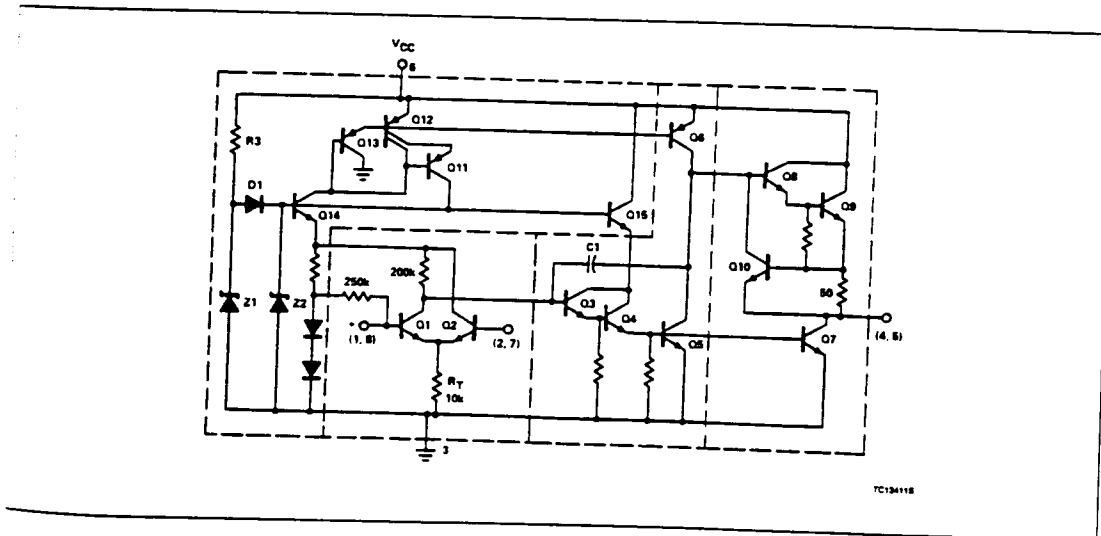 VCC
6
R3
Q12
Q13
Q11
Q6
D1
Q14
Q15
Q8
Q9
C1
Q10
200k
250k
50
Z1
Z2
Q1
Q2
Q3
Q4
Q5
Q7
+
(1, 8)
(2, 7)
(4, 5)
RT
10k
3
TC13411S